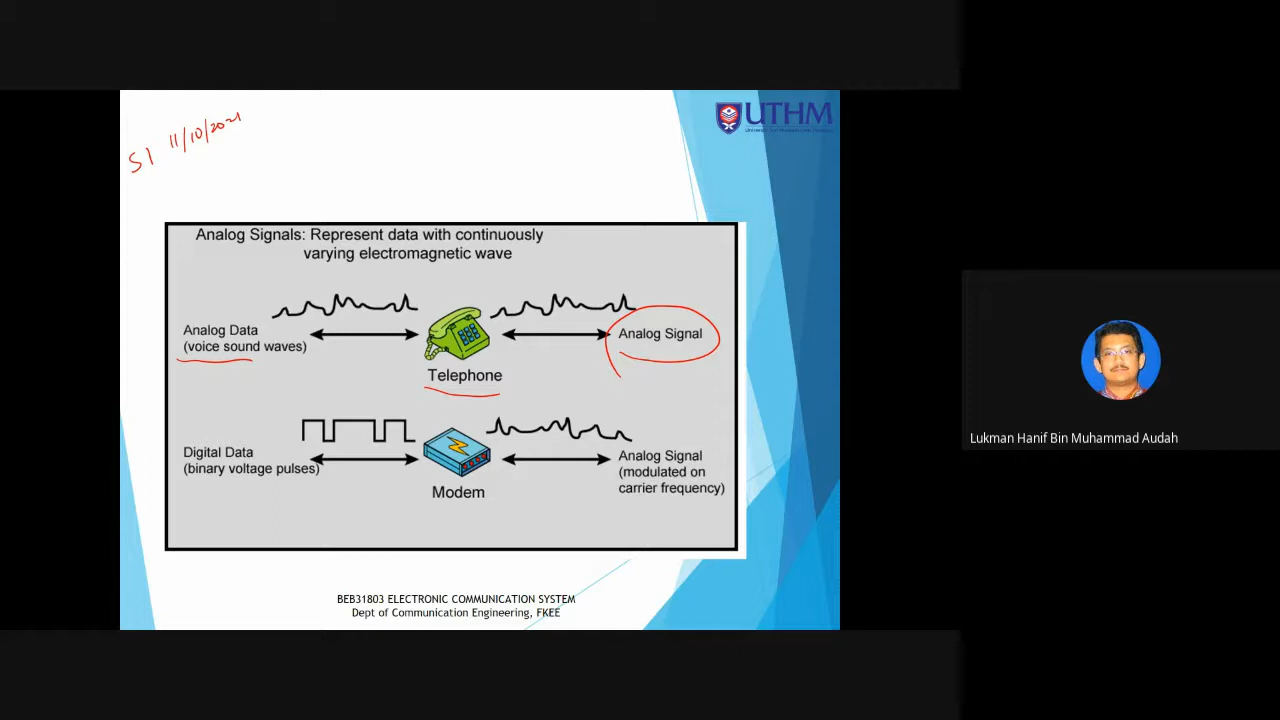 S1 11/10/2021
UTHM
Analog Signals: Represent data with continuously
varying electromagnetic wave
Analog Data
(voice sound waves)
Telephone
Analog Signal
Digital Data
(binary voltage pulses)
Modem
Analog Signal
(modulated on
carrier frequency)
BEB31803 ELECTRONIC COMMUNICATION SYSTEM
Dept of Communication Engineering, FKEE
Lukman Hanif Bin Muhammad Audah